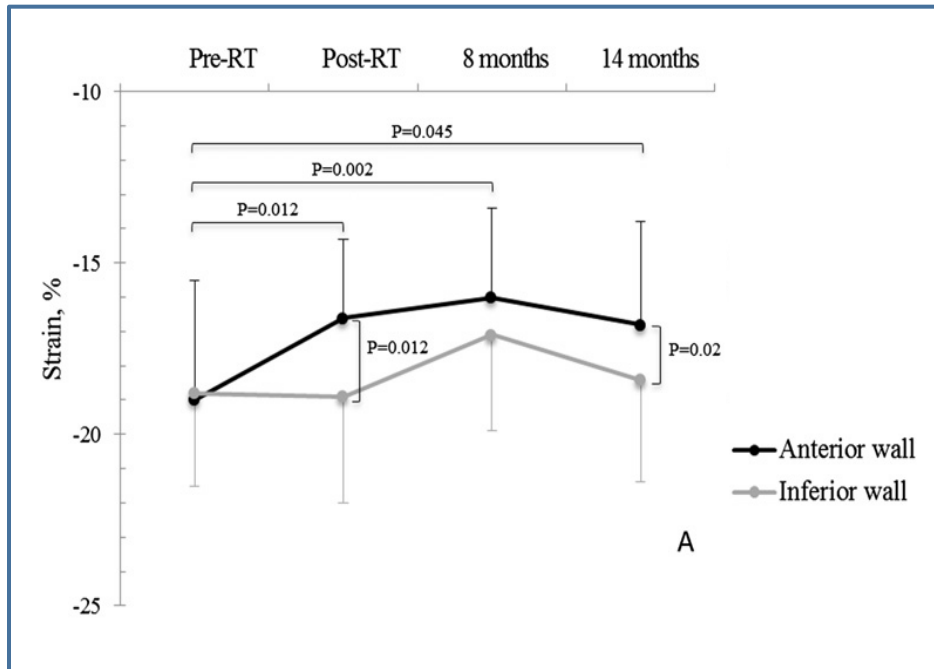 Pre-RT Post-RT 8 months 14 months
-10
P=0.045
P=0.002
P=0.012
-15
Strain, %
P=0.012
P=0.02
-20
Anterior wall
Inferior wall
A
-25